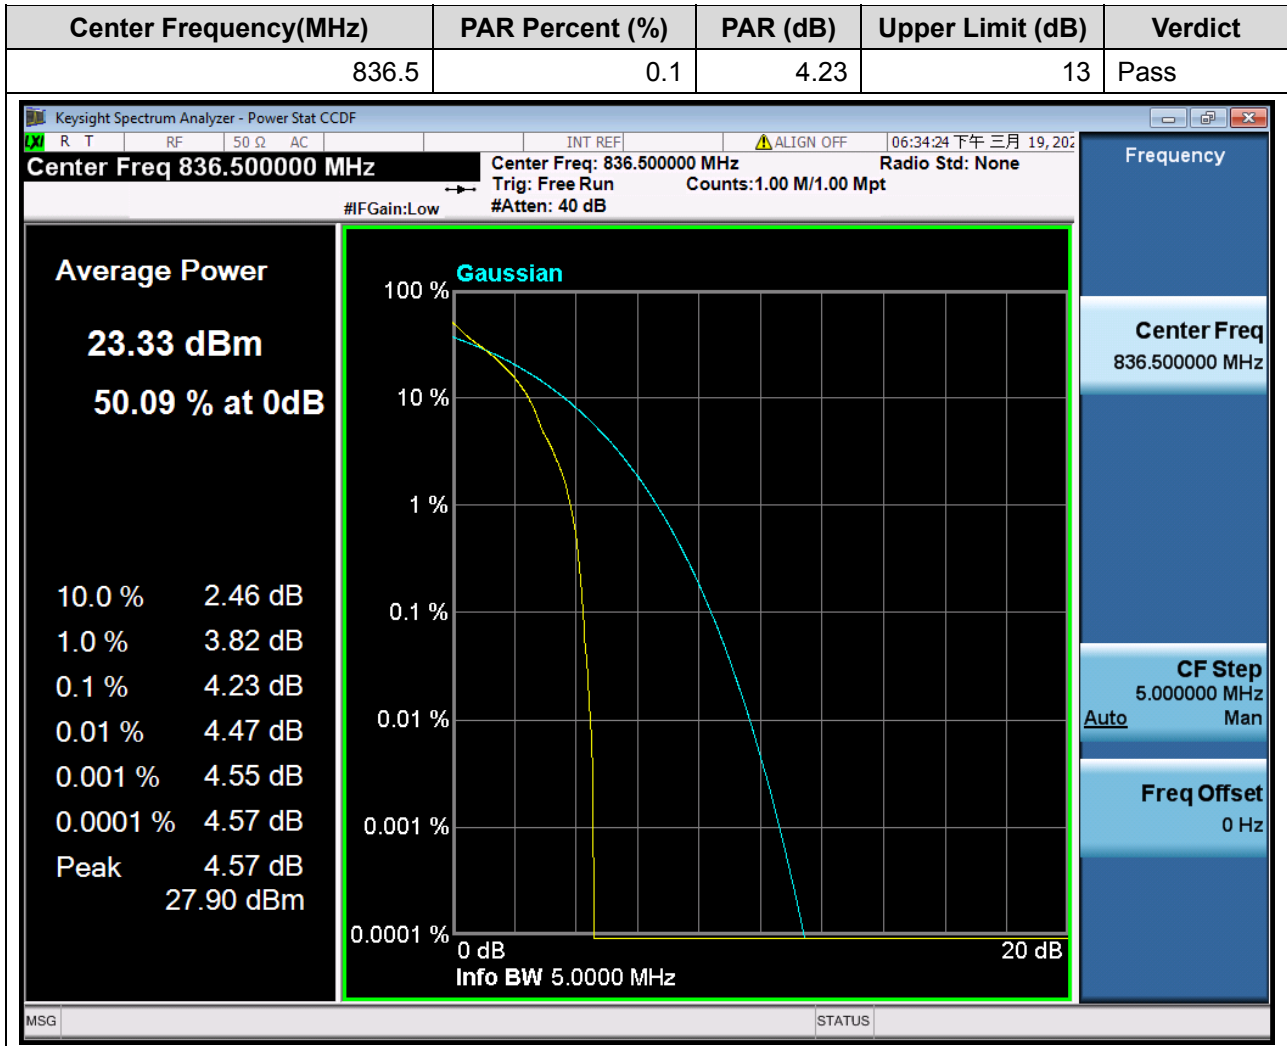 Center Frequency(MHz) PAR Percent (%) PAR (dB) Upper Limit (dB) Verdict
836.5 0.1 4.23 13 Pass
Keysight Spectrum Analyzer - Power Stat CCDF
LXI R T RF 50 Ω AC INT REF ALIGN OFF 06:34:24 下午 三月 19, 202
Center Freq 836.500000 MHz
Center Freq: 836.500000 MHz Radio Std: None
Trig: Free Run Counts:1.00 M/1.00 Mpt
#IFGain:Low #Atten: 40 dB
Average Power
23.33 dBm
50.09 % at 0dB
10.0 % 2.46 dB
1.0 % 3.82 dB
0.1 % 4.23 dB
0.01 % 4.47 dB
0.001 % 4.55 dB
0.0001 % 4.57 dB
Peak 4.57 dB
27.90 dBm
Gaussian
100 %
10 %
1 %
0.1 %
0.01 %
0.001 %
0.0001 %
0 dB 20 dB
Info BW 5.0000 MHz
Frequency
Center Freq
836.500000 MHz
CF Step
5.000000 MHz
Auto Man
Freq Offset
0 Hz
MSG STATUS